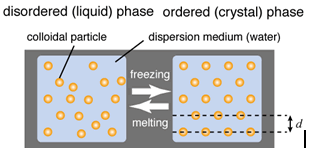 disordered (liquid) phase
ordered (crystal) phase
colloidal particle
dispersion medium (water)
freezing
melting
d